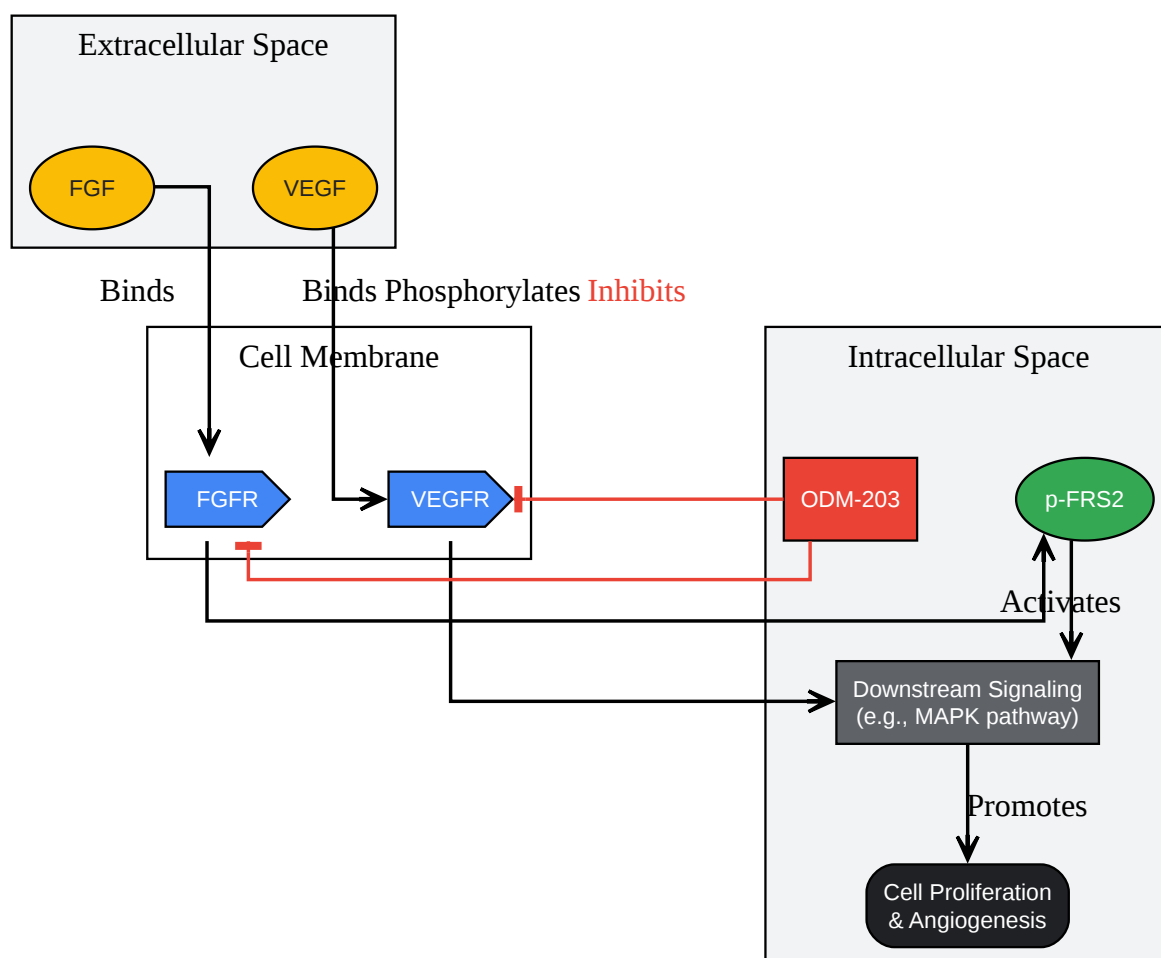 Extracellular Space
FGF
VEGF
Binds
Binds Phosphorylates Inhibits
Cell Membrane
Intracellular Space
FGFR
VEGFR
ODM-203
p-FRS2
Activates
Downstream Signaling
(e.g., MAPK pathway)
Promotes
Cell Proliferation
& Angiogenesis